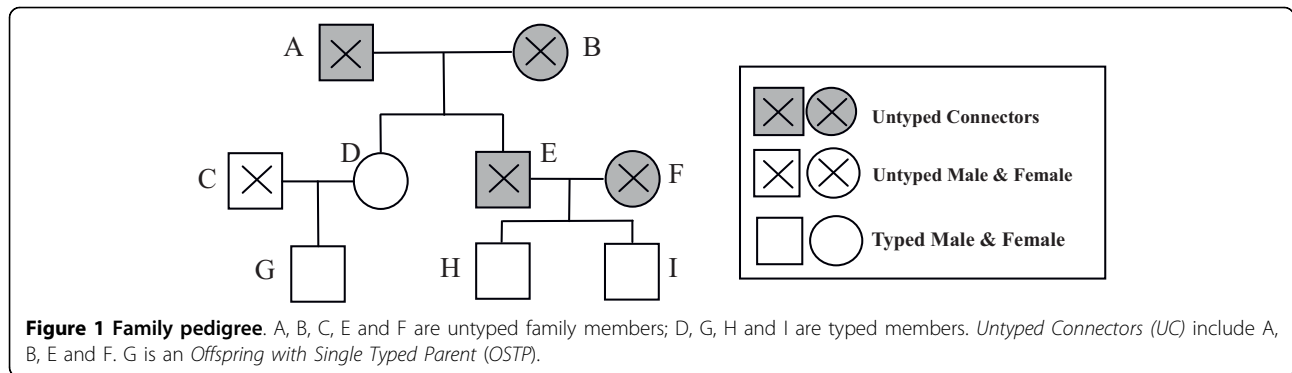 A
B
Untyped Connectors
D
E
C
F
Untyped Male & Female
G
H
I
Typed Male & Female
Figure 1 Family pedigree. A, B, C, E and F are untyped family members; D, G, H and I are typed members. Untyped Connectors (UC) include A,
B, E and F. G is an Offspring with Single Typed Parent (OSTP).